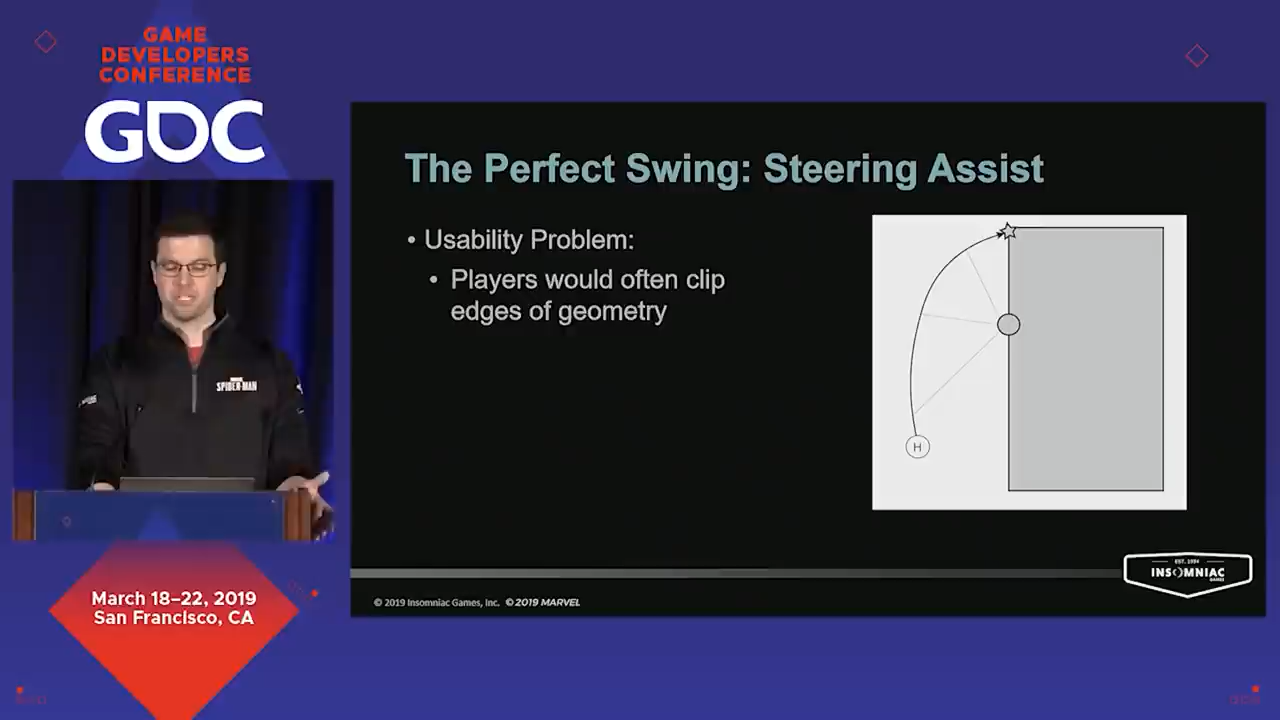 GAME
DEVELOPERS
CONFERENCE
GDC
The Perfect Swing: Steering Assist
• Usability Problem:
• Players would often clip
edges of geometry
H
SPIDER-MAN
EST. 1994
INSOMNIAC
GAMES
© 2019 Insomniac Games, Inc. © 2019 MARVEL
March 18–22, 2019
San Francisco, CA